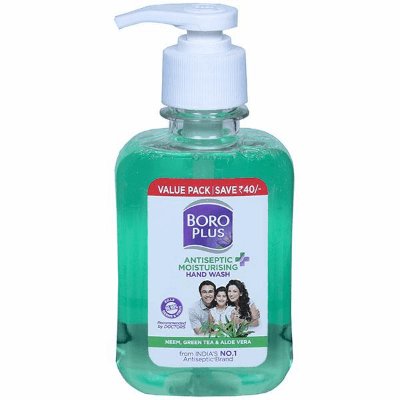 VALUE PACK | SAVE ₹40/-
BORO
PLUS
ANTISEPTIC +
MOISTURISING
HAND WASH
Recommended
by DOCTORS
NEEM, GREEN TEA & ALOE VERA
from INDIA'S NO.1
Antiseptic Brand